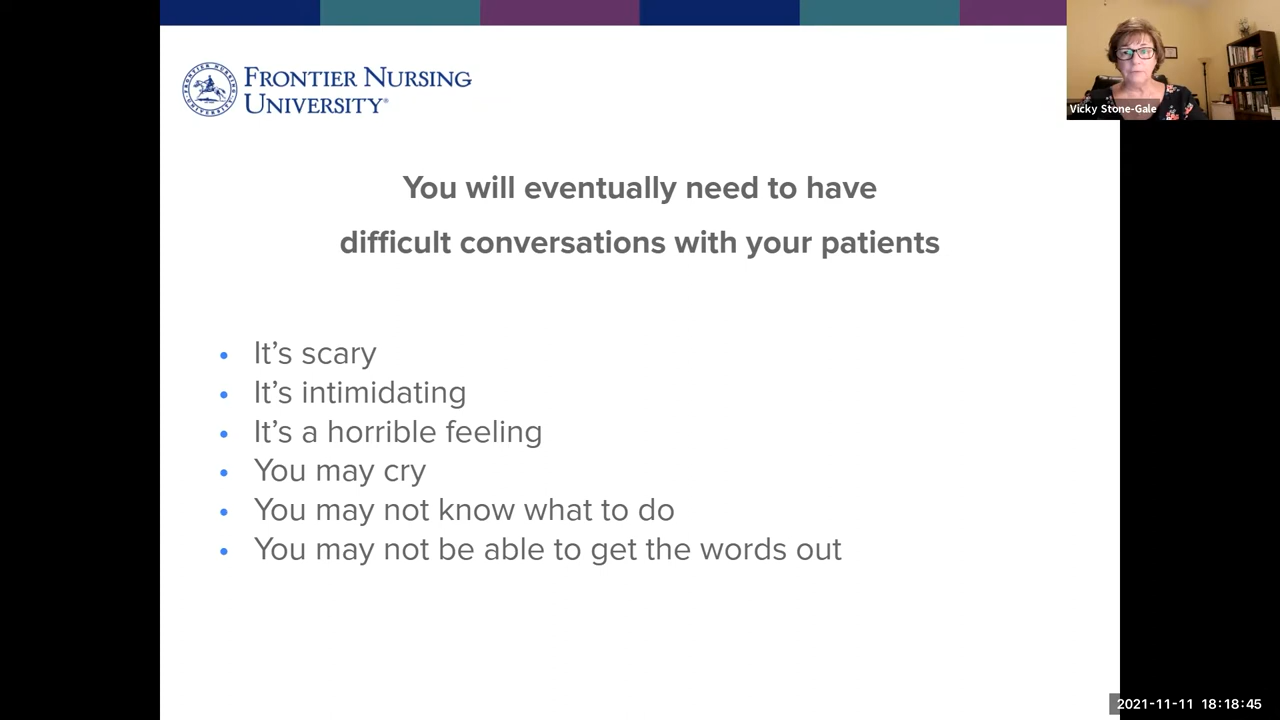 FRONTIER NURSING
UNIVERSITY®
Vicky Stone-Gale
You will eventually need to have
difficult conversations with your patients
• It's scary
• It's intimidating
• It's a horrible feeling
• You may cry
• You may not know what to do
• You may not be able to get the words out
2021-11-11 18:18:45